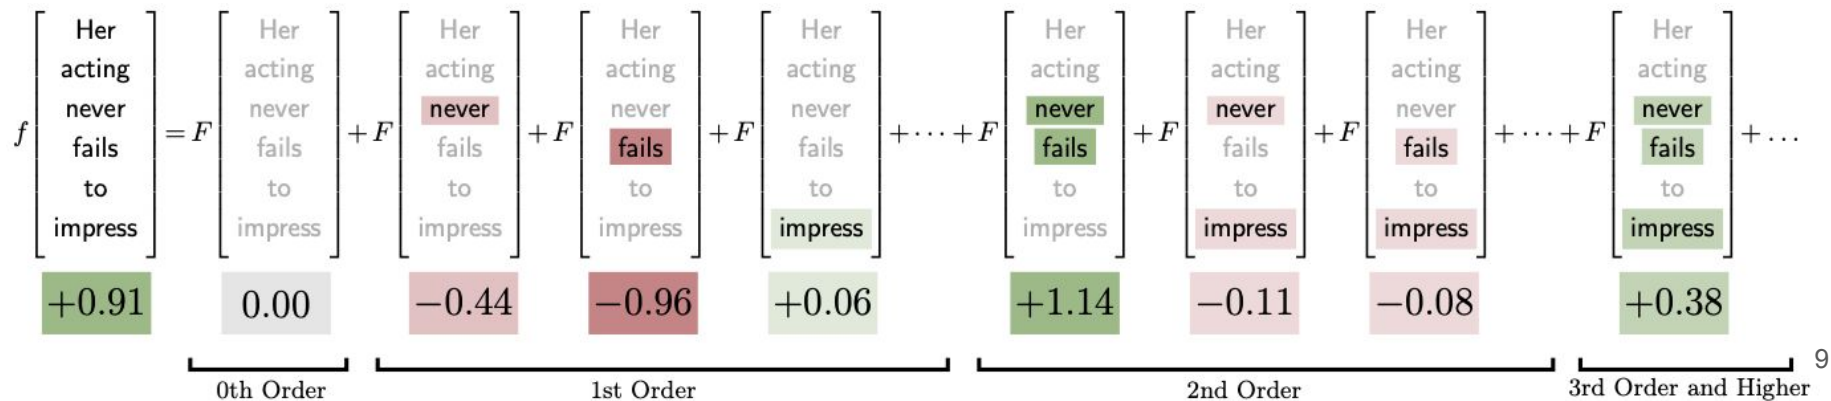 Her Her Her Her Her Her Her Her Her
acting acting acting acting acting acting acting acting acting
never never never never never never never never never
f = F + F + F + F + ⋯ + F + F + F + ⋯ + F + ...
fails fails fails fails fails fails fails fails fails
to to to to to to to to to
impress impress impress impress impress impress impress impress impress
+0.91 0.00 −0.44 −0.96 +0.06 +1.14 −0.11 −0.08 +0.38
9
0th Order 1st Order 2nd Order 3rd Order and Higher